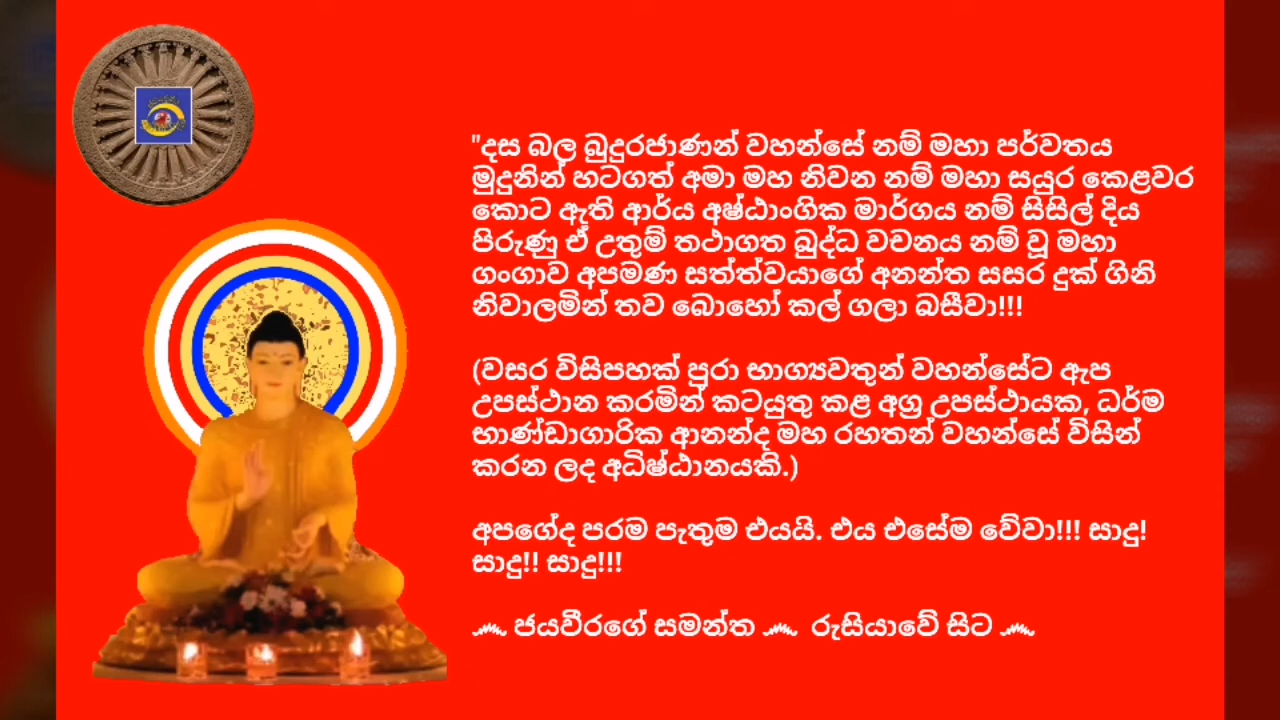 "දස බල බුදුරජාණන් වහන්සේ නම් මහා පර්වතය
මුදුනින් හටගත් අමා මහ නිවන නම් මහා සයුර කෙළවර
කොට ඇති ආර්ය අෂ්ඨාංගික මාර්ගය නම් සිසිල් දිය
පිරුණු ඒ උතුම් තථාගත බුද්ධ වචනය නම් වූ මහා
ගංගාව අපමණ සත්ත්වයාගේ අනන්ත සසර දුක් ගිනි
නිවාලමින් තව බොහෝ කල් ගලා බසීවා!!!
(වසර විසිපහක් පුරා භාග්‍යවතුන් වහන්සේට ඇප
උපස්ථාන කරමින් කටයුතු කළ අග්‍ර උපස්ථායක, ධර්ම
භාණ්ඩාගාරික ආනන්ද මහ රහතන් වහන්සේ විසින්
කරන ලද අධිෂ්ඨානයකි.)
අපගේද පරම පැතුම එයයි. එය එසේම වේවා!!! සාදු!
සාදු!! සාදු!!!
෴ ජයවීරගේ සමන්ත ෴ රුසියාවේ සිට ෴